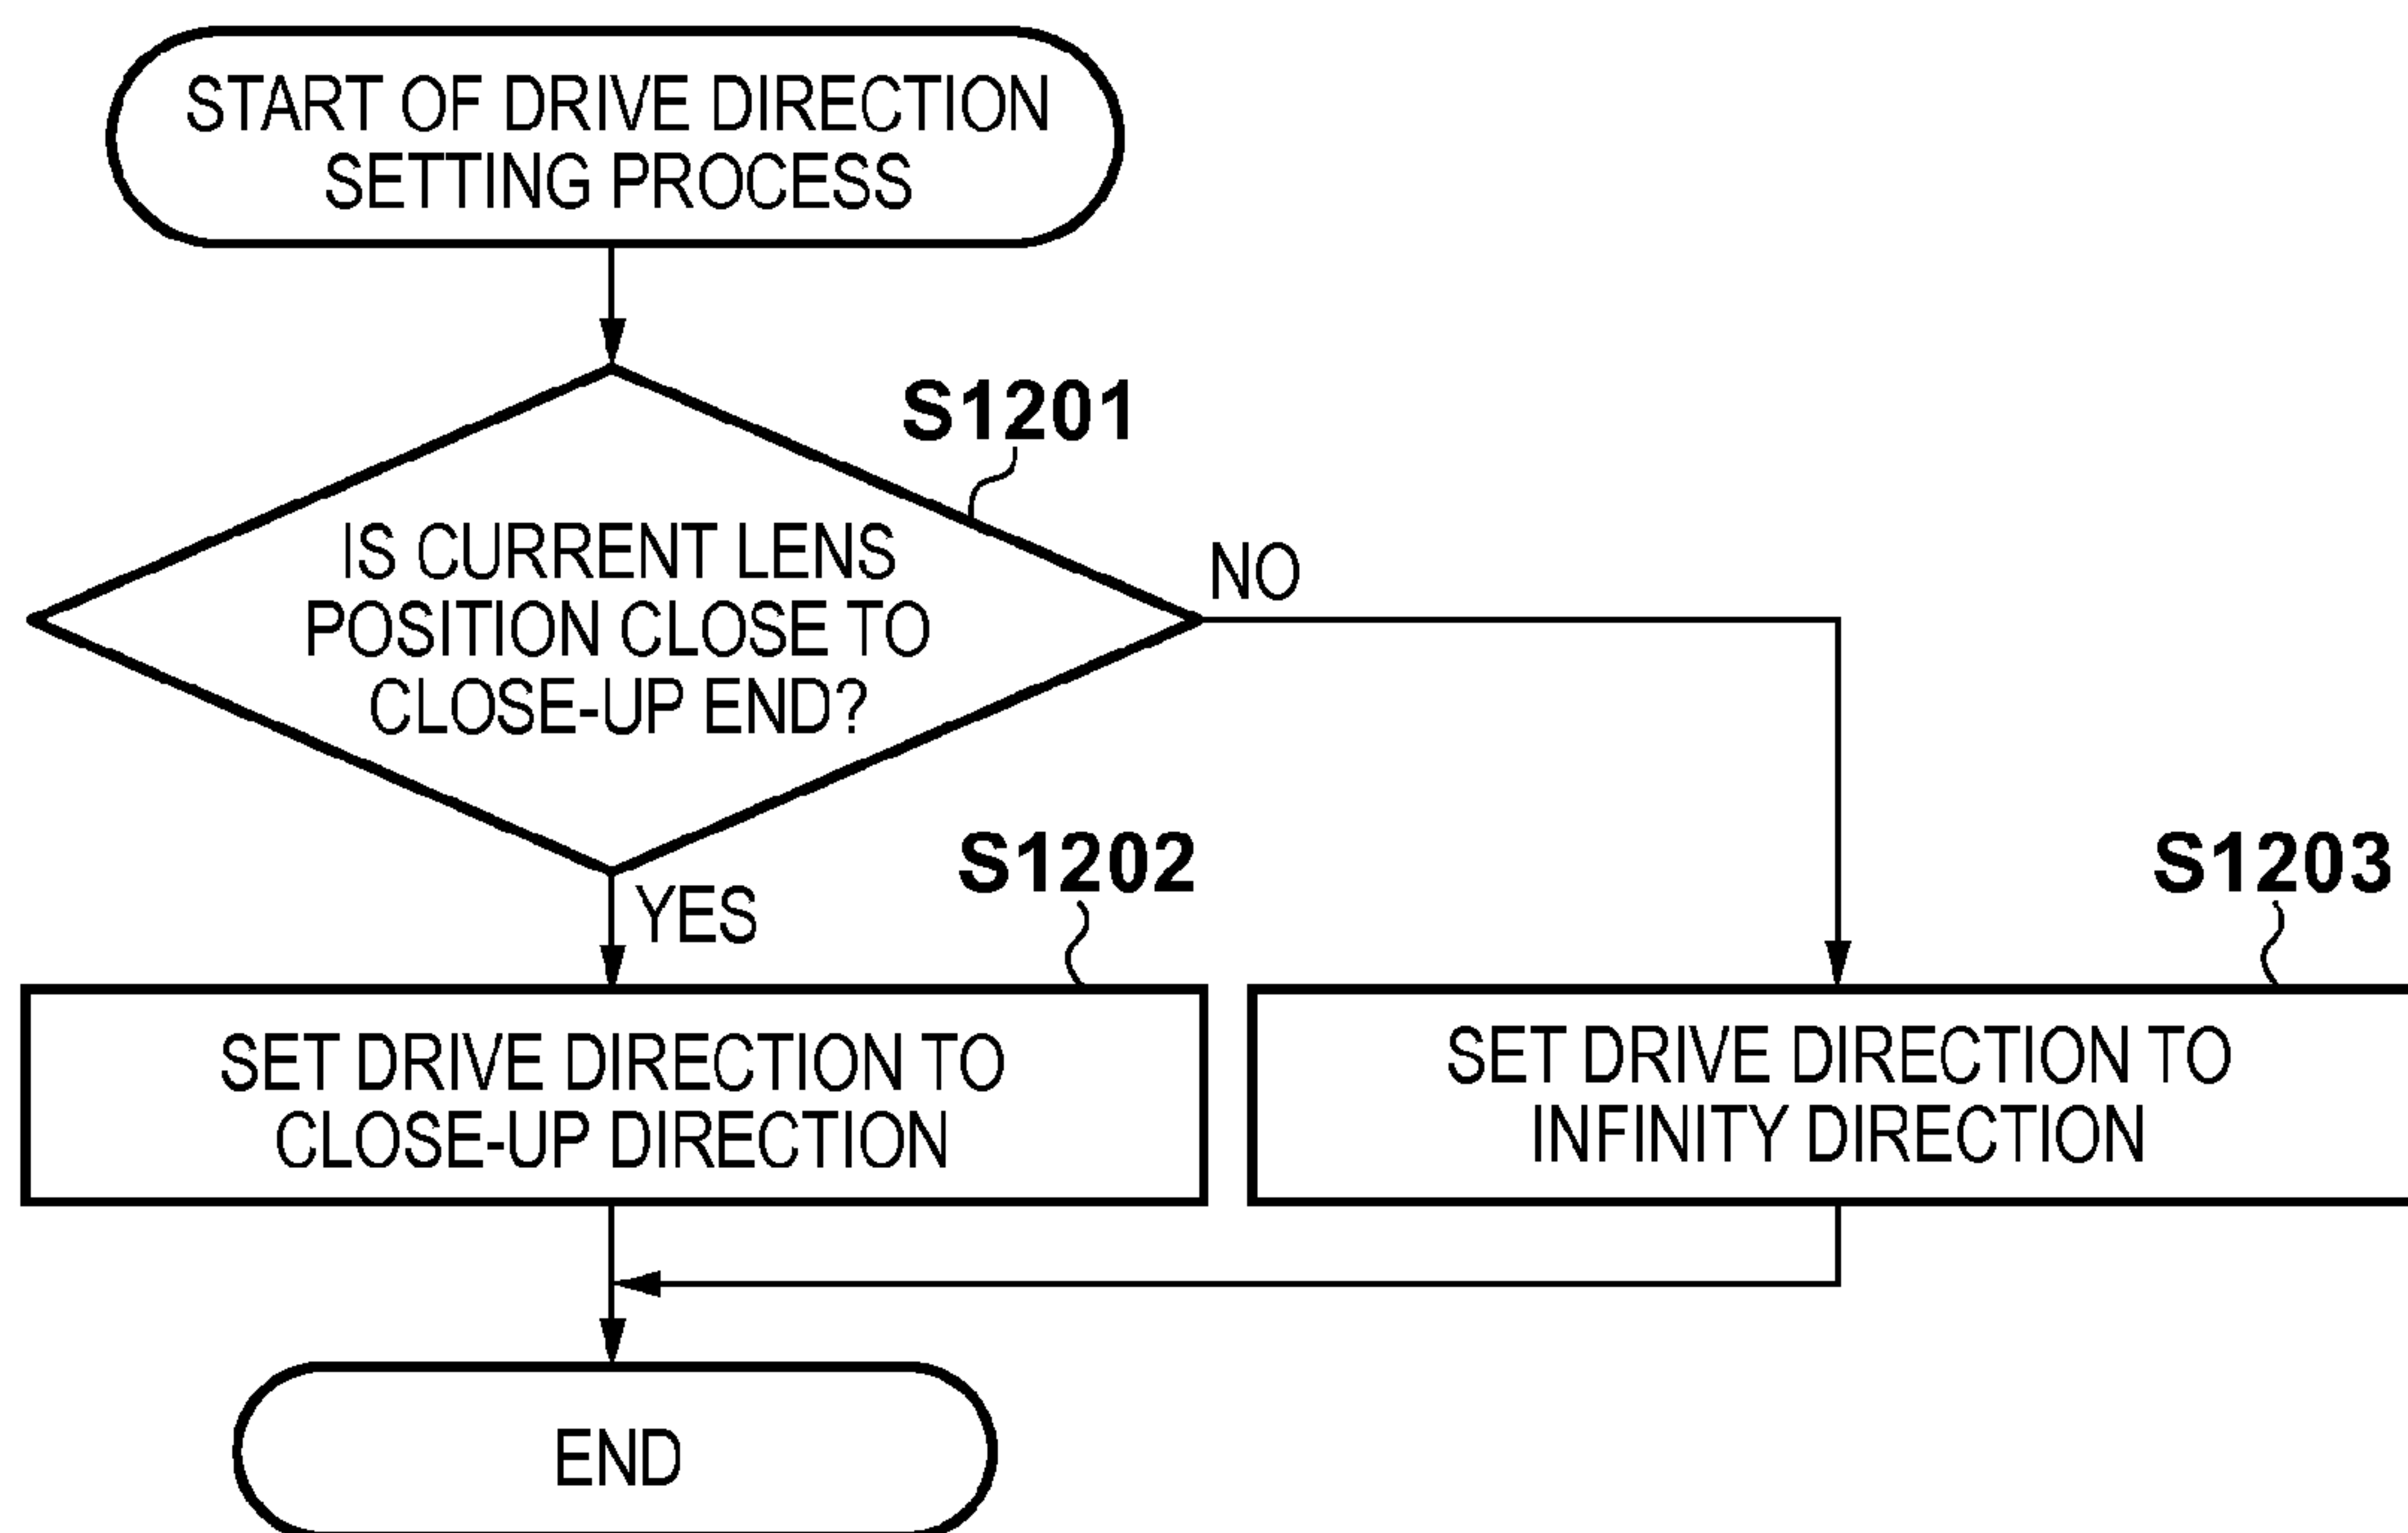 START OF DRIVE DIRECTION
SETTING PROCESS
S1201
IS CURRENT LENS
POSITION CLOSE TO
CLOSE-UP END?
NO
YES
S1202
SET DRIVE DIRECTION TO
CLOSE-UP DIRECTION
S1203
SET DRIVE DIRECTION TO
INFINITY DIRECTION
END